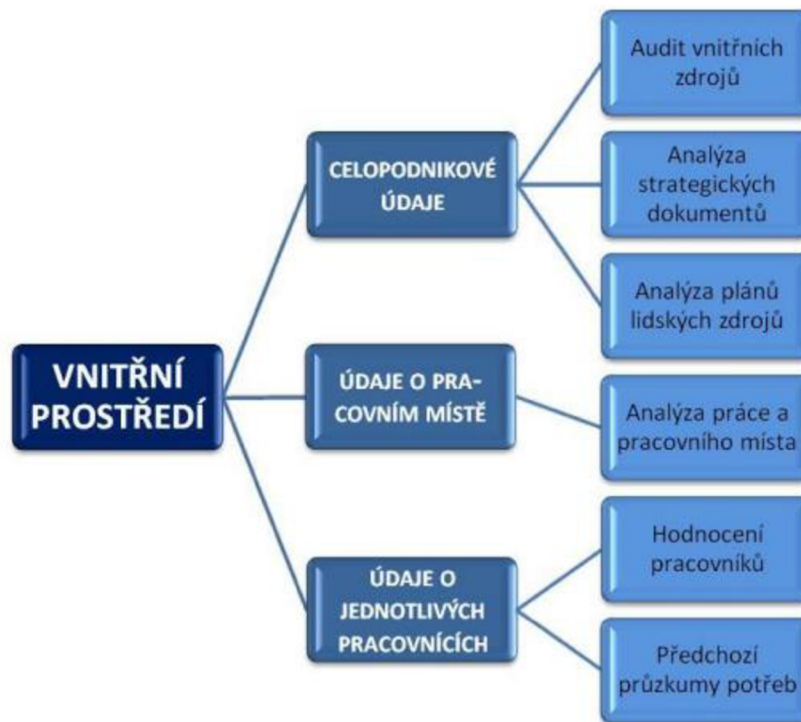 VNITŘNÍ
PROSTŘEDÍ
CELOPODNIKOVÉ
ÚDAJE
Audit vnitřních
zdrojů
Analýza
strategických
dokumentů
Analýza plánů
lidských zdrojů
ÚDAJE O PRA-
COVNÍM MÍSTĚ
Analýza práce a
pracovního místa
ÚDAJE O
JEDNOTLIVÝCH
PRACOVNÍCÍCH
Hodnocení
pracovníků
Předchozí
průzkumy potřeb